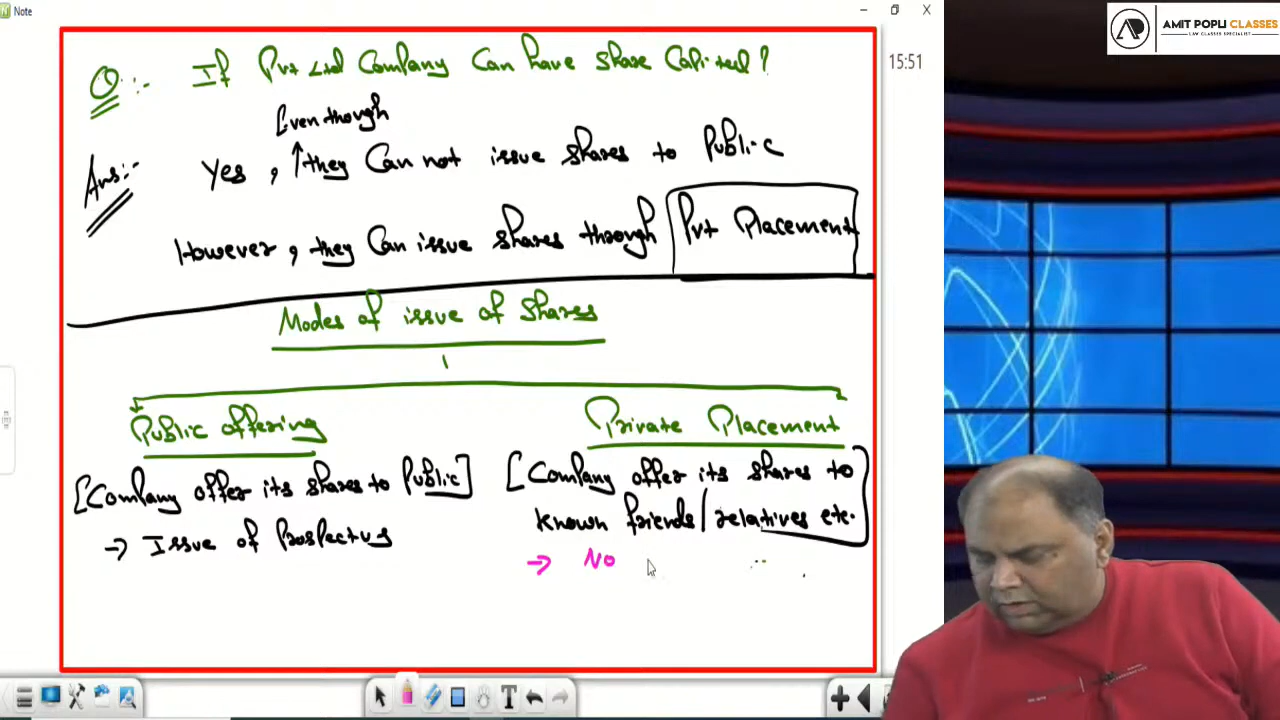 Note
AMIT POPLI CLASSES
LAW CLASSES SPECIALIST
15:51
Q:- If Pvt Ltd Company Can have share Capital?
Even though
Ans:- Yes, they Can not issue shares to Public
However, they Can issue shares through Pvt Placement
Modes of issue of shares
Public offering
[Company offer its shares to Public]
→ Issue of Prospectus
Private Placement
[Company offer its shares to
known friends/relatives etc.]
→ No